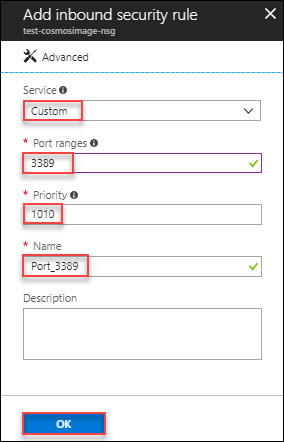 Add inbound security rule
test-cosmosimage-nsg
Advanced
Service
Custom
* Port ranges
3389
* Priority
1010
* Name
Port_3389
Description
OK